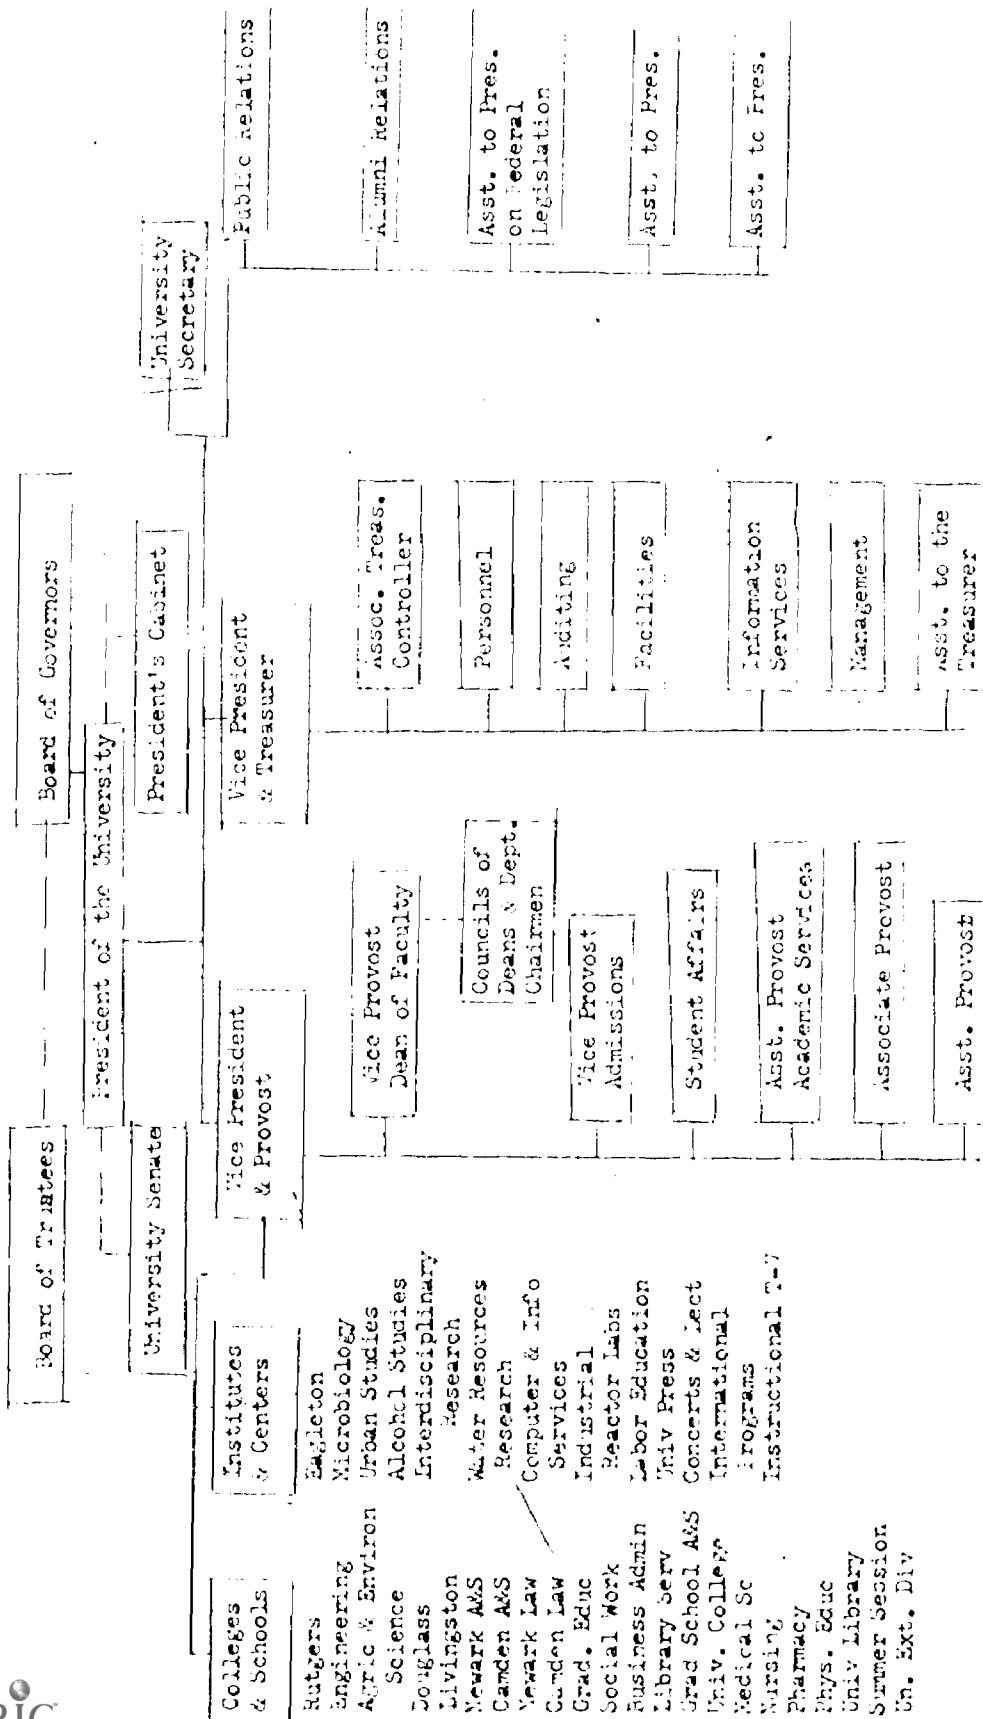 Board of Trustees
Board of Governors
President of the University
University Senate
President's Cabinet
University
Secretary
Colleges
& Schools
Institutes
& Centers
Vice President
& Provost
Vice President
& Treasurer
Rutgers
Engineering
Agric & Environ
Science
Douglass
Livingston
Newark A&S
Camden A&S
Newark Law
Camden Law
Grad. Educ
Social Work
Business Admin
Library Serv
Grad School A&S
Univ. College
Medical Sc
Nursing
Pharmacy
Phys. Educ
Univ Library
Summer Session
Un. Ext. Div
Eagleton
Microbiology
Urban Studies
Alcohol Studies
Interdisciplinary
Research
Water Resources
Research
Computer & Info
Services
Industrial
Reactor Labs
Labor Education
Univ Press
Concerts & Lect
International
Programs
Instructional T-V
Vice Provost
Dean of Faculty
Councils of
Deans & Dept.
Chairmen
Vice Provost
Admissions
Student Affairs
Asst. Provost
Academic Services
Associate Provost
Asst. Provost
Assoc. Treas.
Controller
Personnel
Auditing
Facilities
Information
Services
Management
Asst. to the
Treasurer
Public Relations
Alumni Relations
Asst. to Pres.
on Federal
Legislation
Asst. to Pres.
Asst. to Pres.